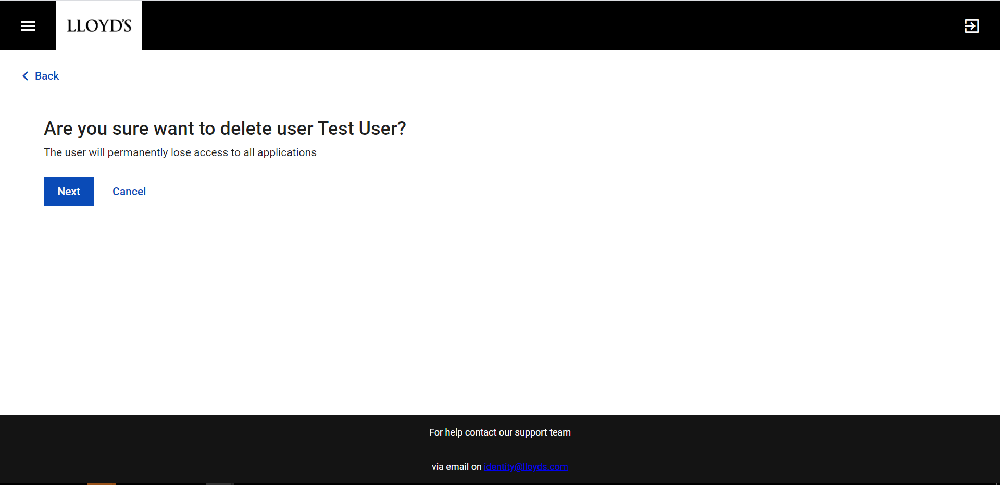 LLOYD'S
Back
Are you sure want to delete user Test User?
The user will permanently lose access to all applications
Next Cancel
For help contact our support team
via email on identity@lloyds.com